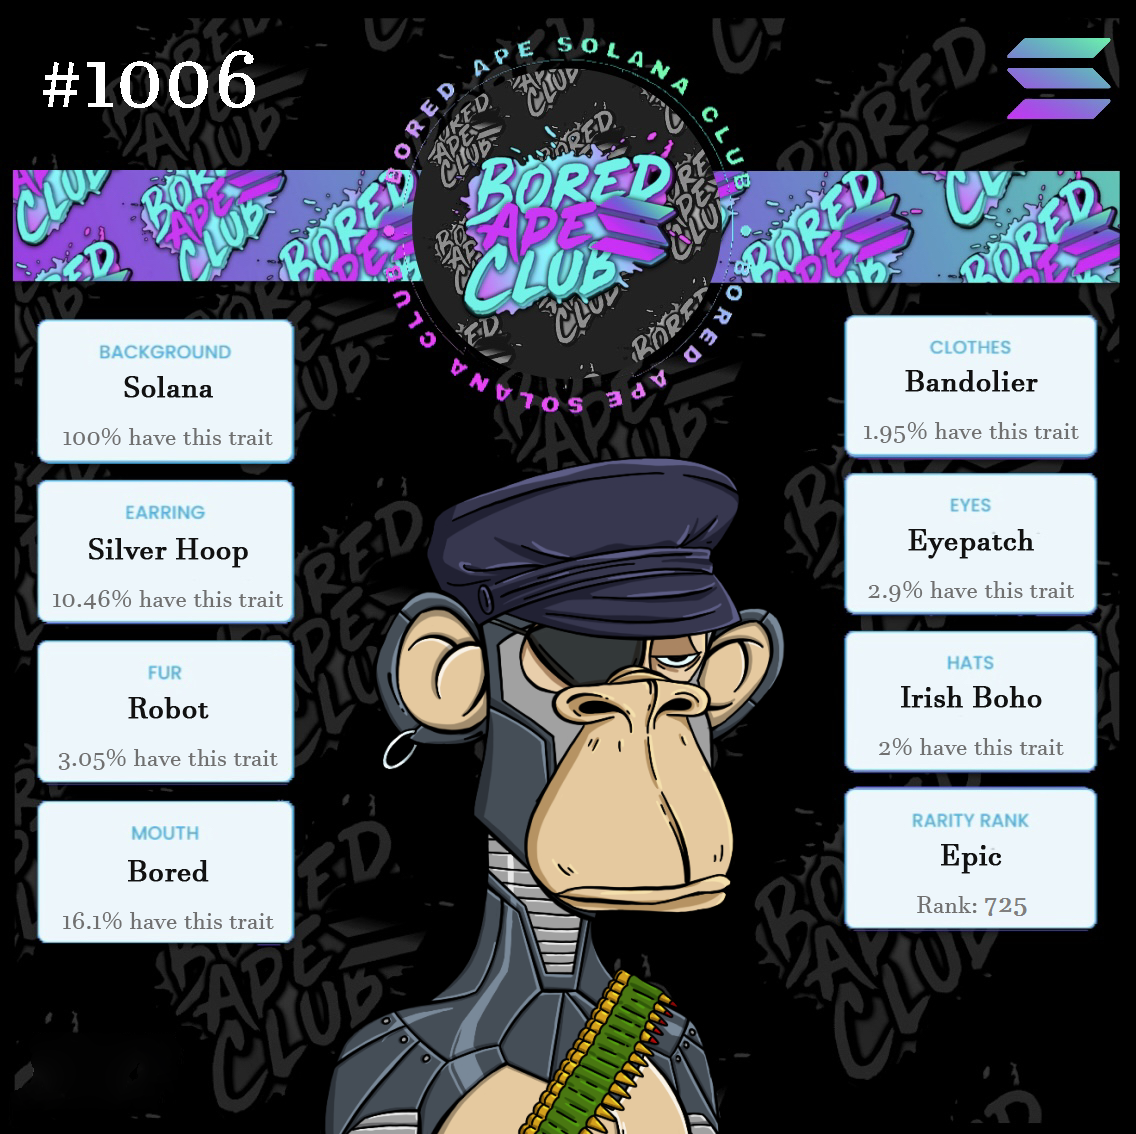 #1006
BORED APE SOLANA CLUB
BORED APE SOLANA CLUB
BORED
APE
CLUB
BACKGROUND
Solana
100% have this trait
EARRING
Silver Hoop
10.46% have this trait
FUR
Robot
3.05% have this trait
MOUTH
Bored
16.1% have this trait
CLOTHES
Bandolier
1.95% have this trait
EYES
Eyepatch
2.9% have this trait
HATS
Irish Boho
2% have this trait
RARITY RANK
Epic
Rank: 725